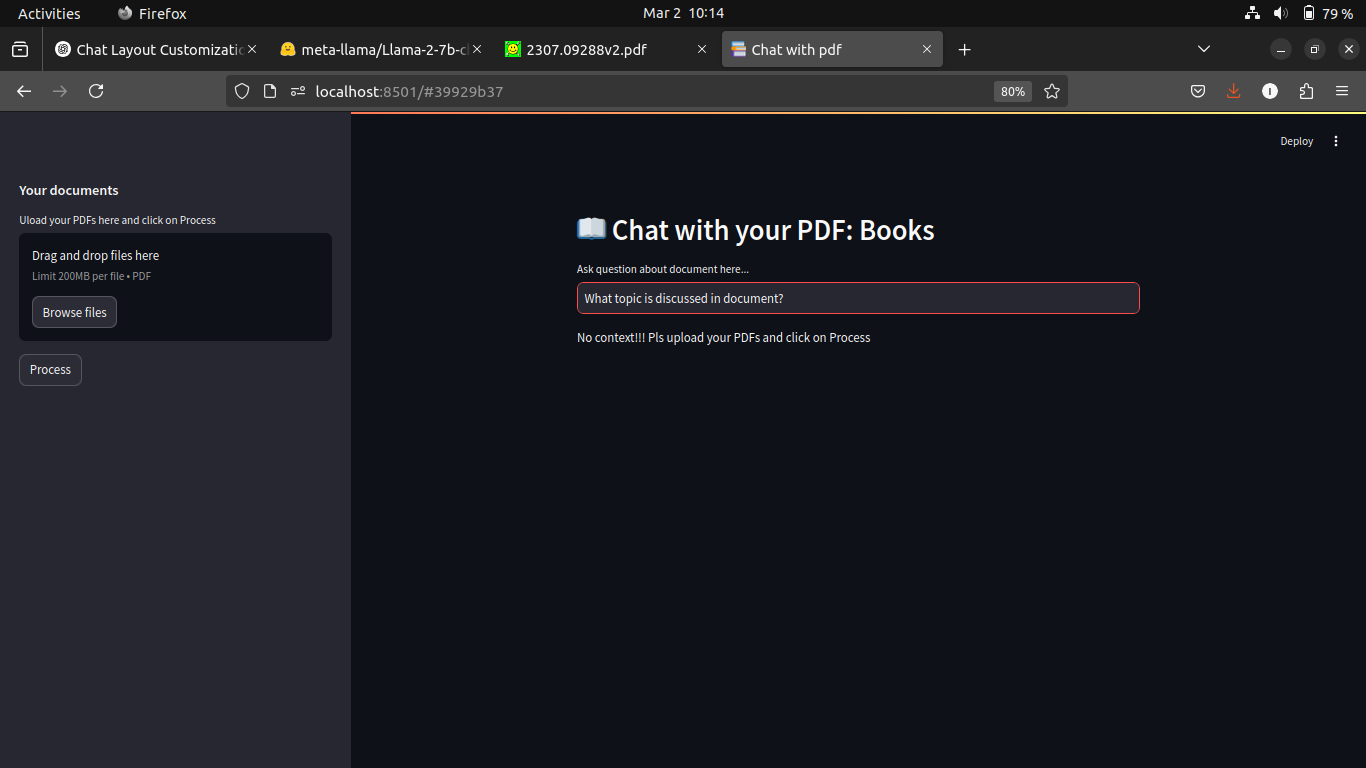 Activities Firefox Mar 2 10:14 79 %
Chat Layout Customizatio meta-llama/Llama-2-7b-c 2307.09288v2.pdf Chat with pdf
localhost:8501/#39929b37 80%
Deploy
Your documents
Uload your PDFs here and click on Process
Drag and drop files here
Limit 200MB per file • PDF
Browse files
Process
📖 Chat with your PDF: Books
Ask question about document here...
What topic is discussed in document?
No context!!! Pls upload your PDFs and click on Process